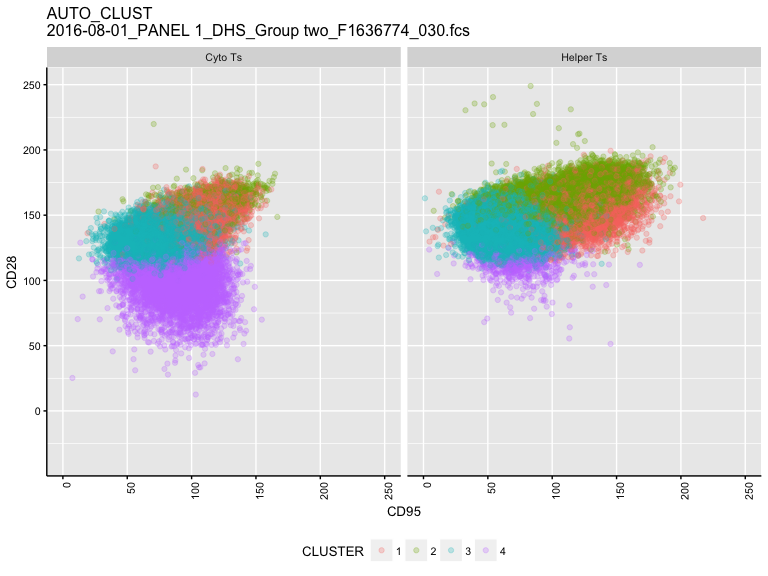 AUTO_CLUST
2016-08-01_PANEL 1_DHS_Group two_F1636774_030.fcs
Cyto Ts
Helper Ts
250
200
150
100
50
0
CD28
0 50 100 150 200 250
0 50 100 150 200 250
CD95
CLUSTER 1 2 3 4